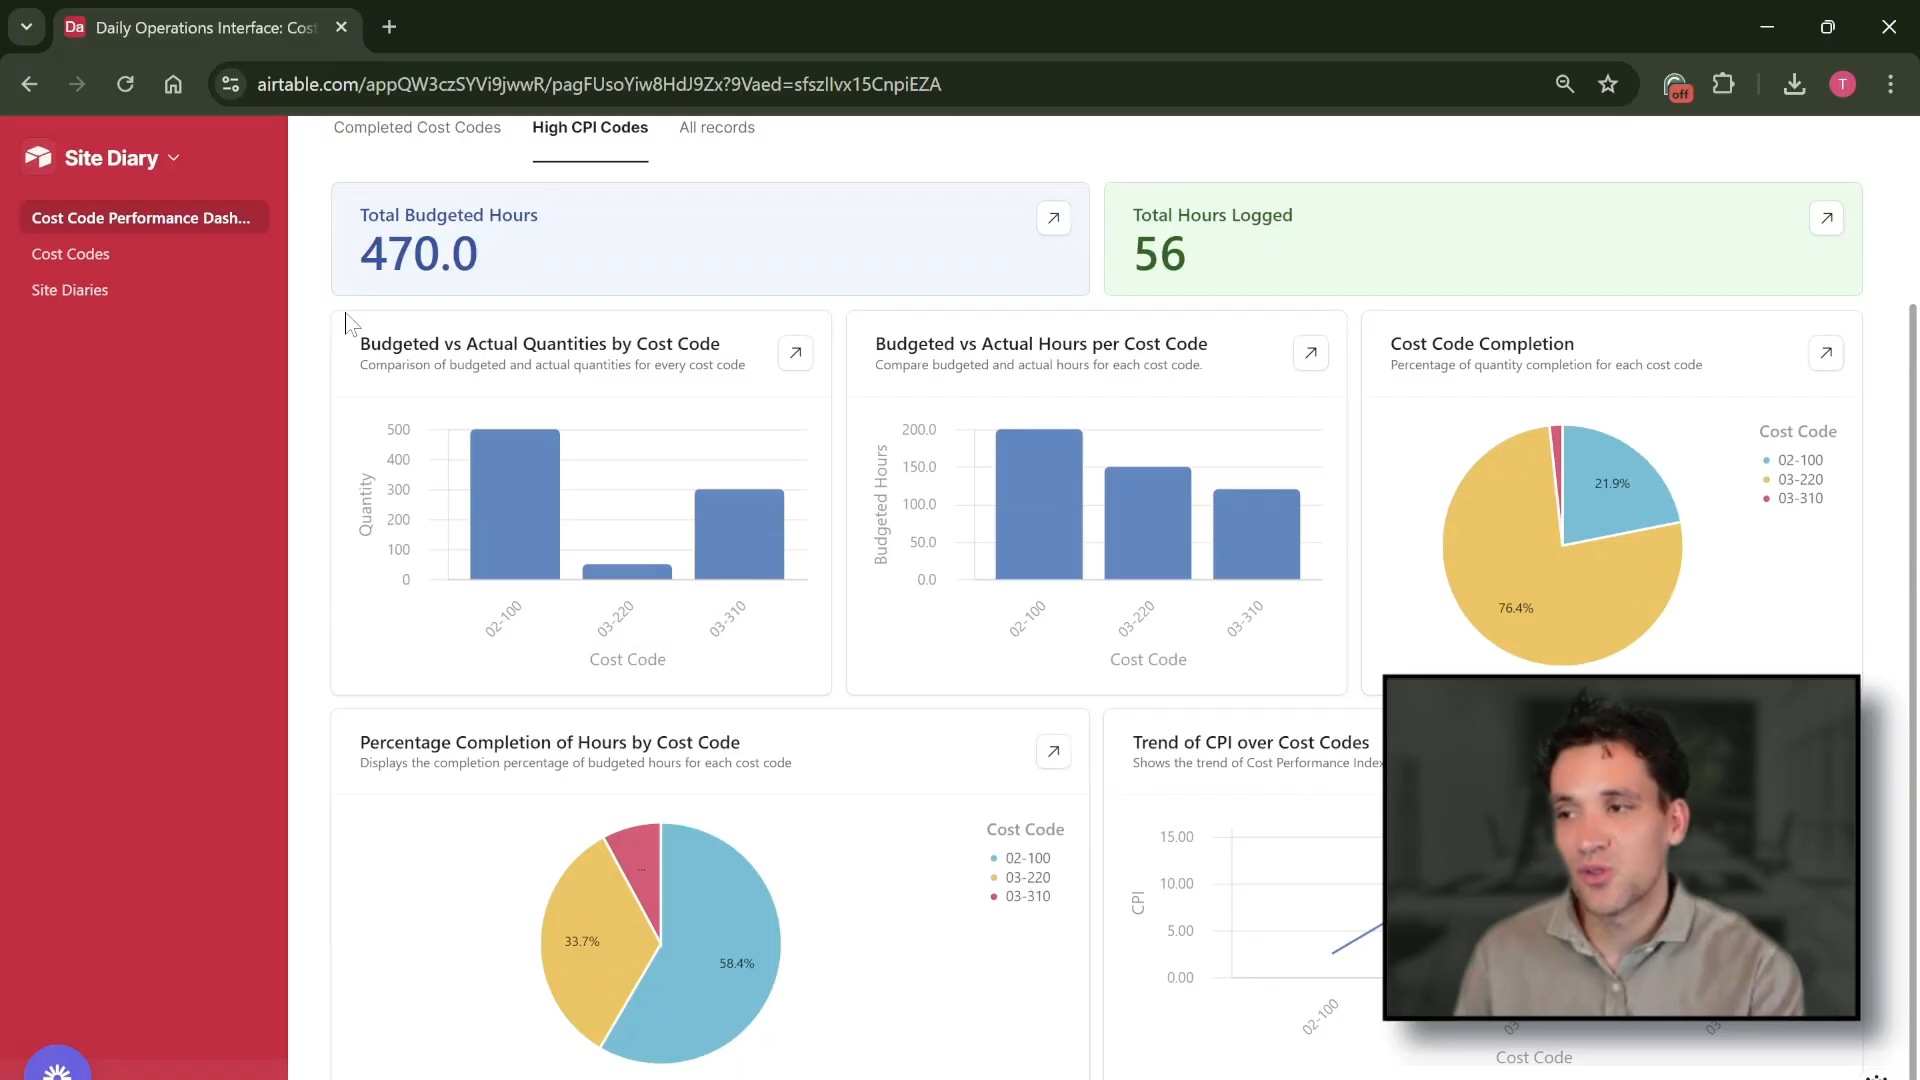 Da
Daily Operations Interface: Cost
airtable.com/appQW3czSYVi9jwwR/pagFUsoYiw8HdJ9Zx?9Vaed=sfszlIvx15CnpiEZA
off
T
Site Diary
Cost Code Performance Dash...
Cost Codes
Site Diaries
Completed Cost Codes
High CPI Codes
All records
Total Budgeted Hours
470.0
Total Hours Logged
56
Budgeted vs Actual Quantities by Cost Code
Comparison of budgeted and actual quantities for every cost code
500
400
300
200
100
0
Quantity
02-100
03-220
03-310
Cost Code
Budgeted vs Actual Hours per Cost Code
Compare budgeted and actual hours for each cost code.
200.0
150.0
100.0
50.0
0.0
Budgeted Hours
02-100
03-220
03-310
Cost Code
Cost Code Completion
Percentage of quantity completion for each cost code
21.9%
76.4%
Cost Code
02-100
03-220
03-310
Percentage Completion of Hours by Cost Code
Displays the completion percentage of budgeted hours for each cost code
...
33.7%
58.4%
Cost Code
02-100
03-220
03-310
Trend of CPI over Cost Codes
Shows the trend of Cost Performance Index
15.00
10.00
5.00
0.00
CPI
02-100
03
03
Cost Code